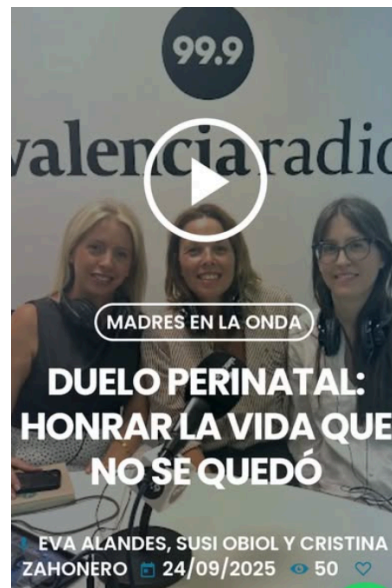 99.9
valenciaradio
MADRES EN LA ONDA
DUELO PERINATAL:
HONRAR LA VIDA QUE
NO SE QUEDÓ
EVA ALANDES, SUSI OBIOL Y CRISTINA
ZAHONERO 24/09/2025 50